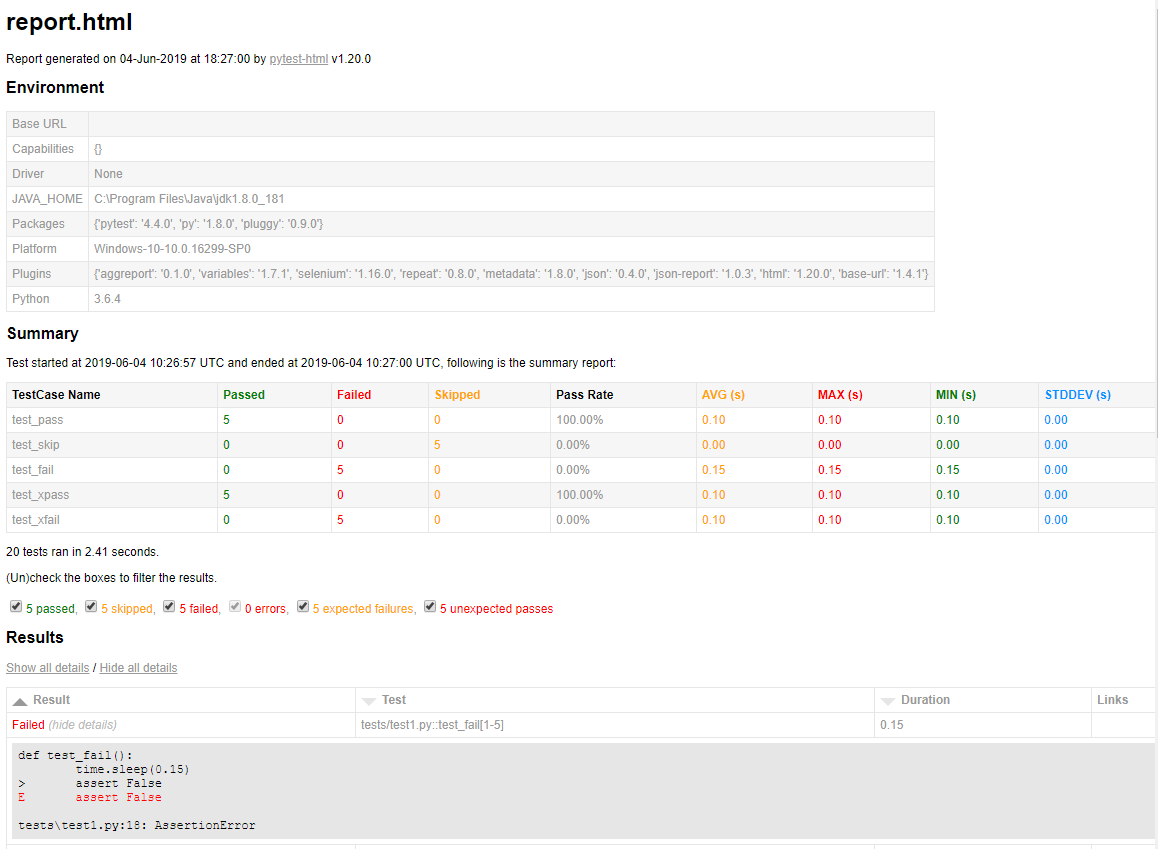 report.html
Report generated on 04-Jun-2019 at 18:27:00 by pytest-html v1.20.0
Environment
Base URL
Capabilities {}
Driver None
JAVA_HOME C:\Program Files\Java\jdk1.8.0_181
Packages {'pytest': '4.4.0', 'py': '1.8.0', 'pluggy': '0.9.0'}
Platform Windows-10-10.0.16299-SP0
Plugins {'aggreport': '0.1.0', 'variables': '1.7.1', 'selenium': '1.16.0', 'repeat': '0.8.0', 'metadata': '1.8.0', 'json': '0.4.0', 'json-report': '1.0.3', 'html': '1.20.0', 'base-url': '1.4.1'}
Python 3.6.4
Summary
Test started at 2019-06-04 10:26:57 UTC and ended at 2019-06-04 10:27:00 UTC, following is the summary report:
TestCase Name Passed Failed Skipped Pass Rate AVG (s) MAX (s) MIN (s) STDDEV (s)
test_pass 5 0 0 100.00% 0.10 0.10 0.10 0.00
test_skip 0 0 5 0.00% 0.00 0.00 0.00 0.00
test_fail 0 5 0 0.00% 0.15 0.15 0.15 0.00
test_xpass 5 0 0 100.00% 0.10 0.10 0.10 0.00
test_xfail 0 5 0 0.00% 0.10 0.10 0.10 0.00
20 tests ran in 2.41 seconds.
(Un)check the boxes to filter the results.
5 passed, 5 skipped, 5 failed, 0 errors, 5 expected failures, 5 unexpected passes
Results
Show all details / Hide all details
Result Test Duration Links
Failed (hide details) tests/test1.py::test_fail[1-5] 0.15
def test_fail():
time.sleep(0.15)
> assert False
E assert False
tests\test1.py:18: AssertionError